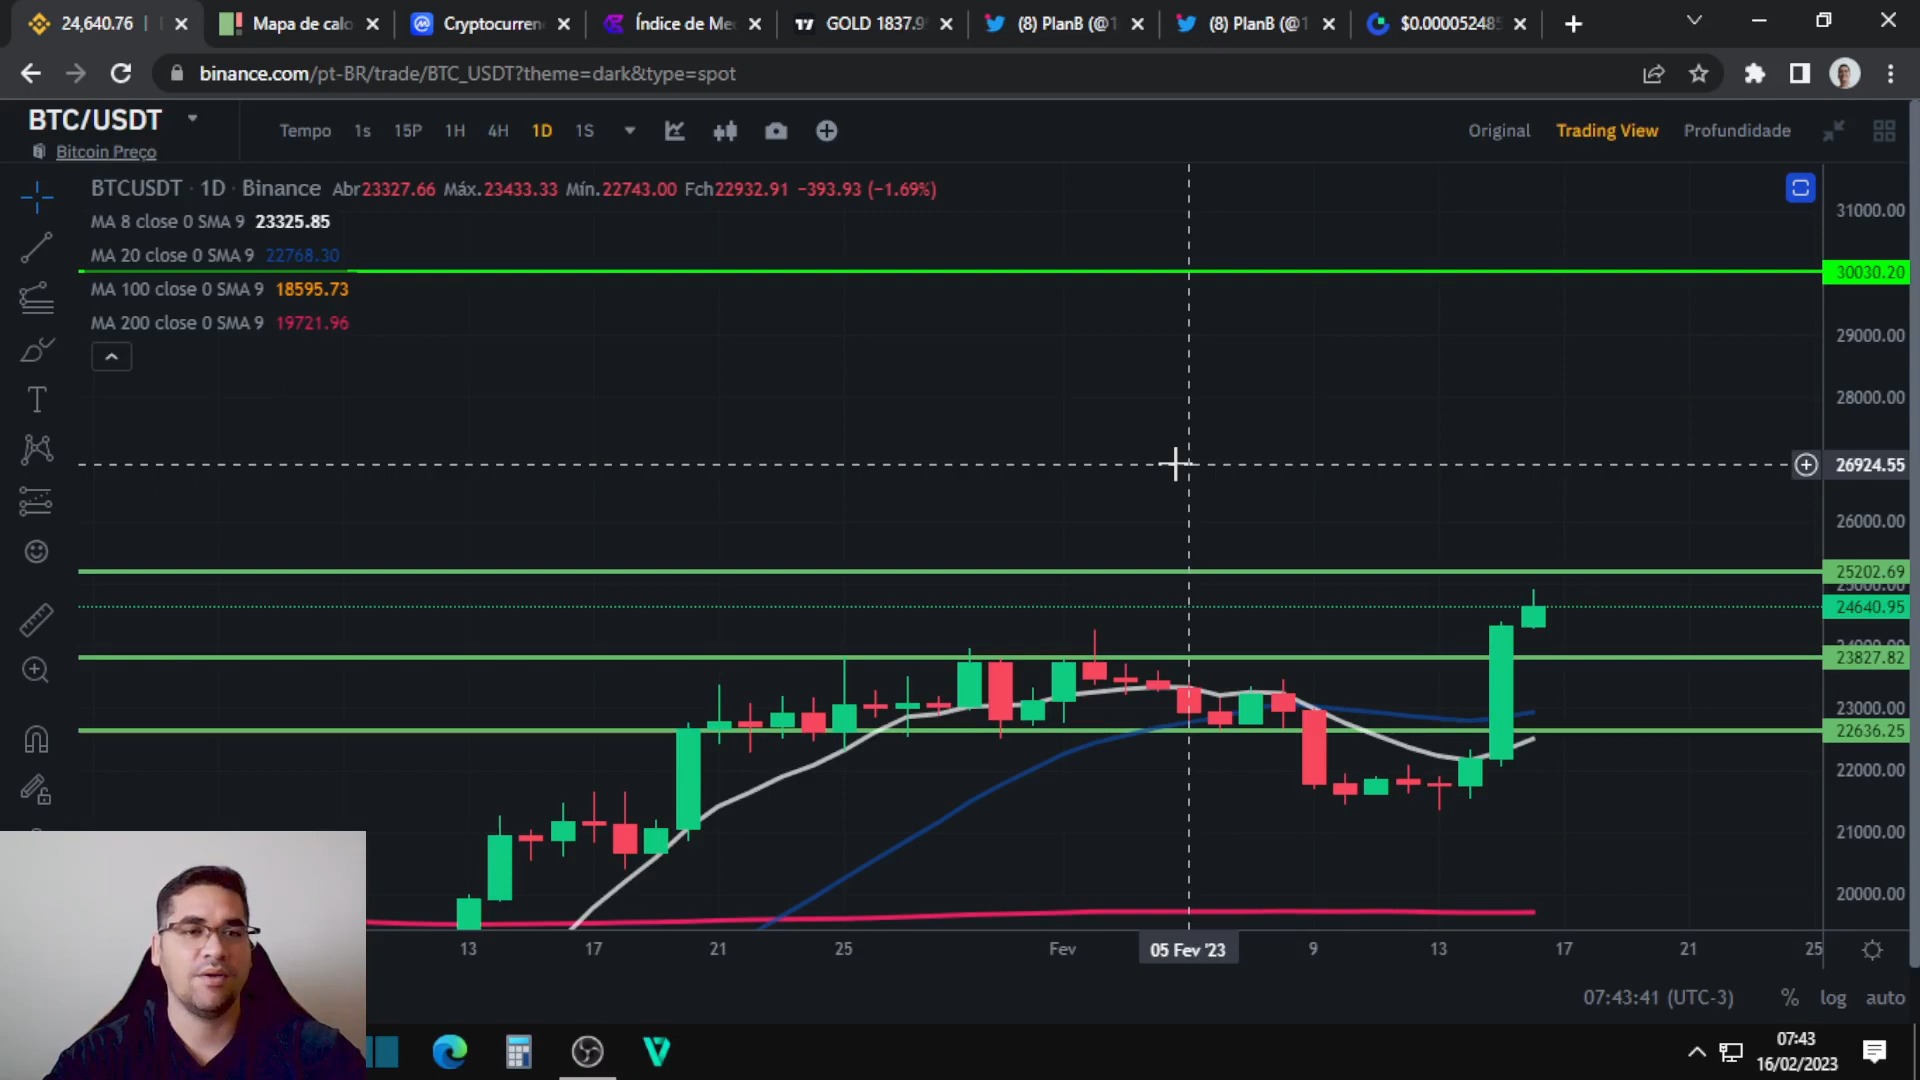 24,640.76 |
Mapa de calo
Cryptocurren
Índice de Me
GOLD 1837.9
(8) PlanB (@1
(8) PlanB (@1
$0.00005248
binance.com/pt-BR/trade/BTC_USDT?theme=dark&type=spot
BTC/USDT
Bitcoin Preço
Tempo 1s 15P 1H 4H 1D 1S
Original Trading View Profundidade
BTCUSDT · 1D · Binance Abr23327.66 Máx.23433.33 Mín.22743.00 Fch22932.91 −393.93 (−1.69%)
MA 8 close 0 SMA 9 23325.85
MA 20 close 0 SMA 9 22768.30
MA 100 close 0 SMA 9 18595.73
MA 200 close 0 SMA 9 19721.96
31000.00
30030.20
29000.00
28000.00
26924.55
26000.00
25202.69
25000.00
24640.95
24000.00
23827.82
23000.00
22636.25
22000.00
21000.00
20000.00
13 17 21 25 Fev 05 Fev '23 9 13 17 21 25
07:43:41 (UTC-3) % log auto
07:43
16/02/2023